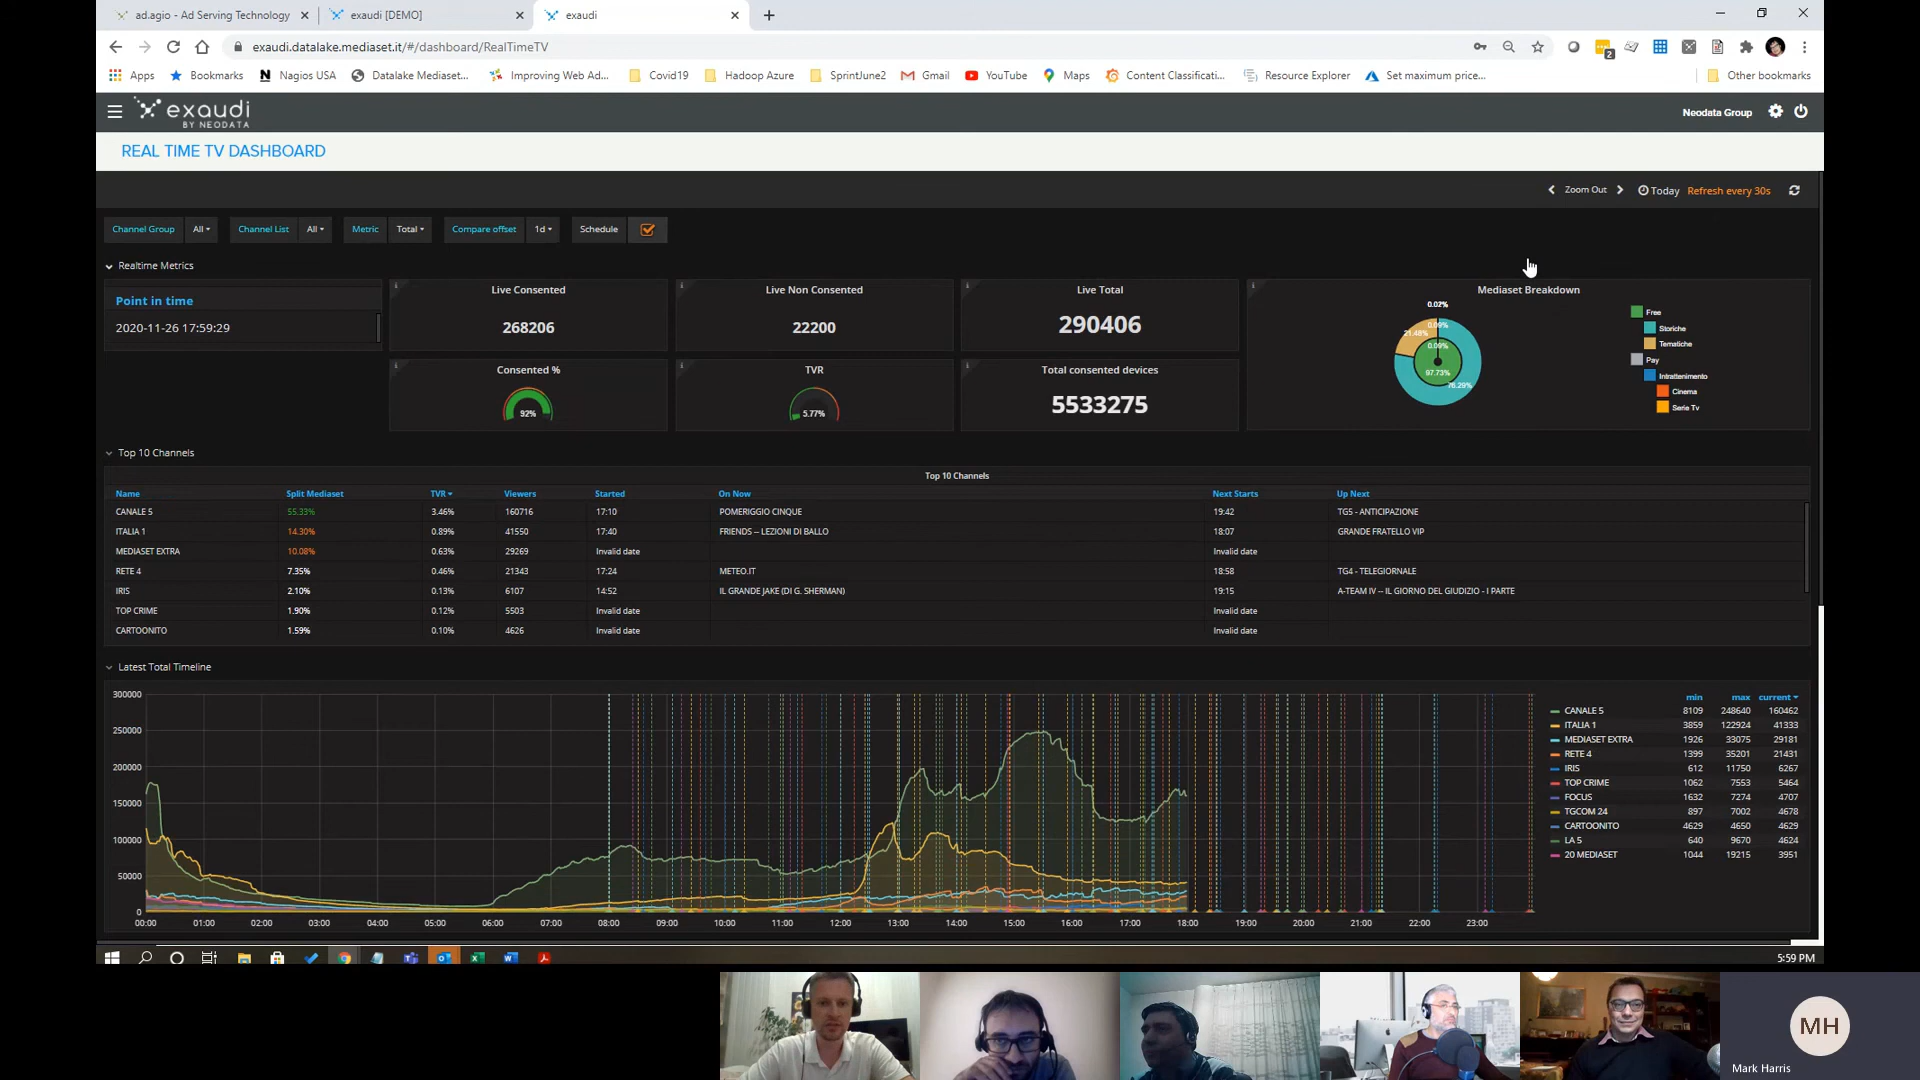 ad.agio - Ad Serving Technology
exaudi [DEMO]
exaudi
exaudi.datalake.mediaset.it/#/dashboard/RealTimeTV
Apps Bookmarks Nagios USA Datalake Mediaset... Improving Web Ad... Covid19 Hadoop Azure SprintJune2 Gmail YouTube Maps Content Classificati... Resource Explorer Set maximum price... Other bookmarks
exaudi
BY NEODATA
Neodata Group
REAL TIME TV DASHBOARD
Zoom Out Today Refresh every 30s
Channel Group All Channel List All Metric Total Compare offset 1d Schedule
Realtime Metrics
Point in time
2020-11-26 17:59:29
Live Consented
268206
Live Non Consented
22200
Live Total
290406
Consented %
92%
TVR
5.77%
Total consented devices
5533275
Mediaset Breakdown
0.02%
0.09%
21.48%
0.09%
97.73%
76.29%
Free
Storiche
Tematiche
Pay
Intrattenimento
Cinema
Serie Tv
Top 10 Channels
Top 10 Channels
Name Split Mediaset TVR Viewers Started On Now Next Starts Up Next
CANALE 5 55.33% 3.46% 160716 17:10 POMERIGGIO CINQUE 19:42 TG5 - ANTICIPAZIONE
ITALIA 1 14.30% 0.89% 41550 17:40 FRIENDS -- LEZIONI DI BALLO 18:07 GRANDE FRATELLO VIP
MEDIASET EXTRA 10.08% 0.63% 29269 Invalid date Invalid date
RETE 4 7.35% 0.46% 21343 17:24 METEO.IT 18:58 TG4 - TELEGIORNALE
IRIS 2.10% 0.13% 6107 14:52 IL GRANDE JAKE (DI G. SHERMAN) 19:15 A-TEAM IV -- IL GIORNO DEL GIUDIZIO - I PARTE
TOP CRIME 1.90% 0.12% 5503 Invalid date Invalid date
CARTOONITO 1.59% 0.10% 4626 Invalid date Invalid date
Latest Total Timeline
300000
250000
200000
150000
100000
50000
0
00:00 01:00 02:00 03:00 04:00 05:00 06:00 07:00 08:00 09:00 10:00 11:00 12:00 13:00 14:00 15:00 16:00 17:00 18:00 19:00 20:00 21:00 22:00 23:00
min max current
CANALE 5 8109 248640 160462
ITALIA 1 3859 122924 41333
MEDIASET EXTRA 1926 33075 29181
RETE 4 1399 35201 21431
IRIS 612 11750 6267
TOP CRIME 1062 7553 5464
FOCUS 1632 7274 4707
TGCOM 24 897 7002 4678
CARTOONITO 4629 4650 4629
LA 5 640 9670 4624
20 MEDIASET 1044 19215 3951
5:59 PM
MH
Mark Harris